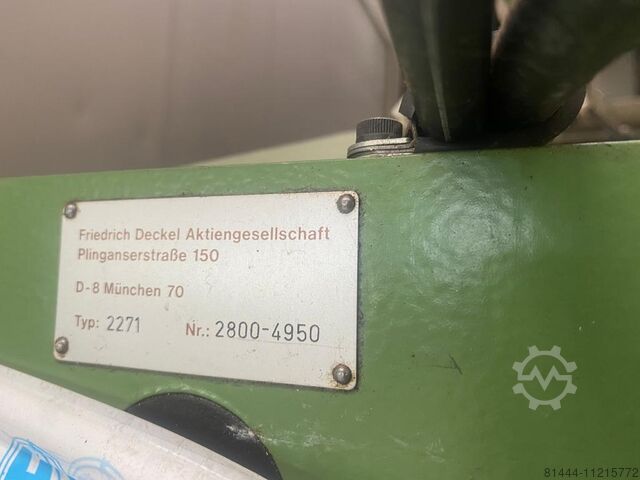 Friedrich Deckel Aktiengesellschaft
Plinganserstraße 150
D-8 München 70
Typ: 2271 Nr.: 2800-4950
81444-11215772